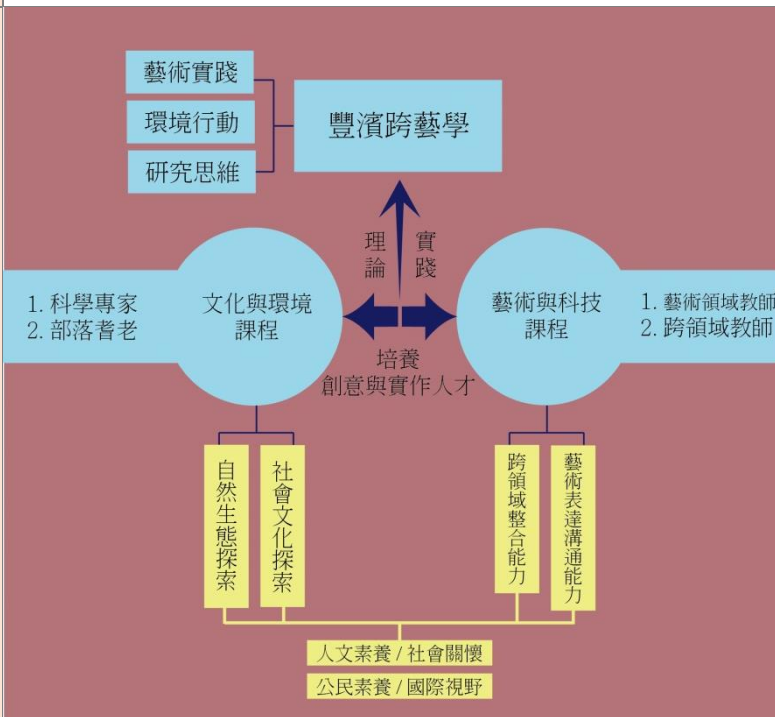 藝術實踐
環境行動
研究思維
豐濱跨藝學
理論
實踐
1. 科學專家
2. 部落耆老
文化與環境
課程
藝術與科技
課程
1. 藝術領域教師
2. 跨領域教師
培養
創意與實作人才
自然生態探索
社會文化探索
跨領域整合能力
藝術表達溝通能力
人文素養 / 社會關懷
公民素養 / 國際視野